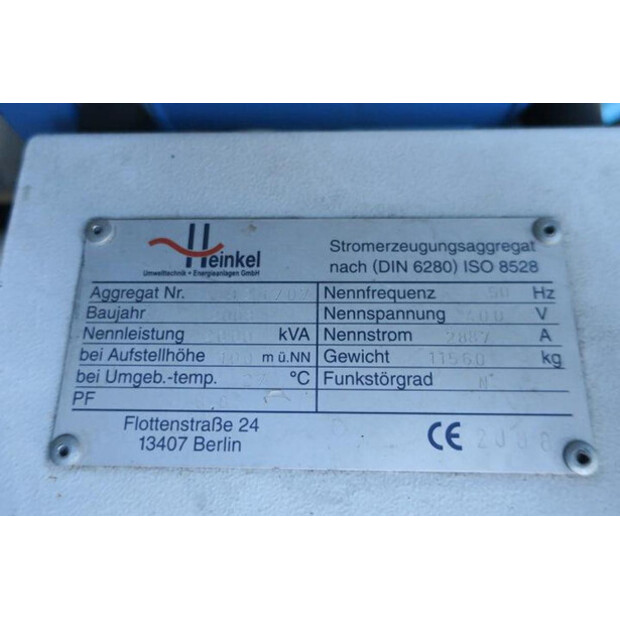 Heinkel
Umwelttechnik • Energieanlagen GmbH
Stromerzeugungsaggregat
nach (DIN 6280) ISO 8528
Aggregat Nr.
Baujahr
Nennleistung kVA
bei Aufstellhöhe m ü.NN
bei Umgeb.-temp. °C
PF
Nennfrequenz 50 Hz
Nennspannung 400 V
Nennstrom 2887 A
Gewicht 11560 kg
Funkstörgrad N
Flottenstraße 24
13407 Berlin
CE